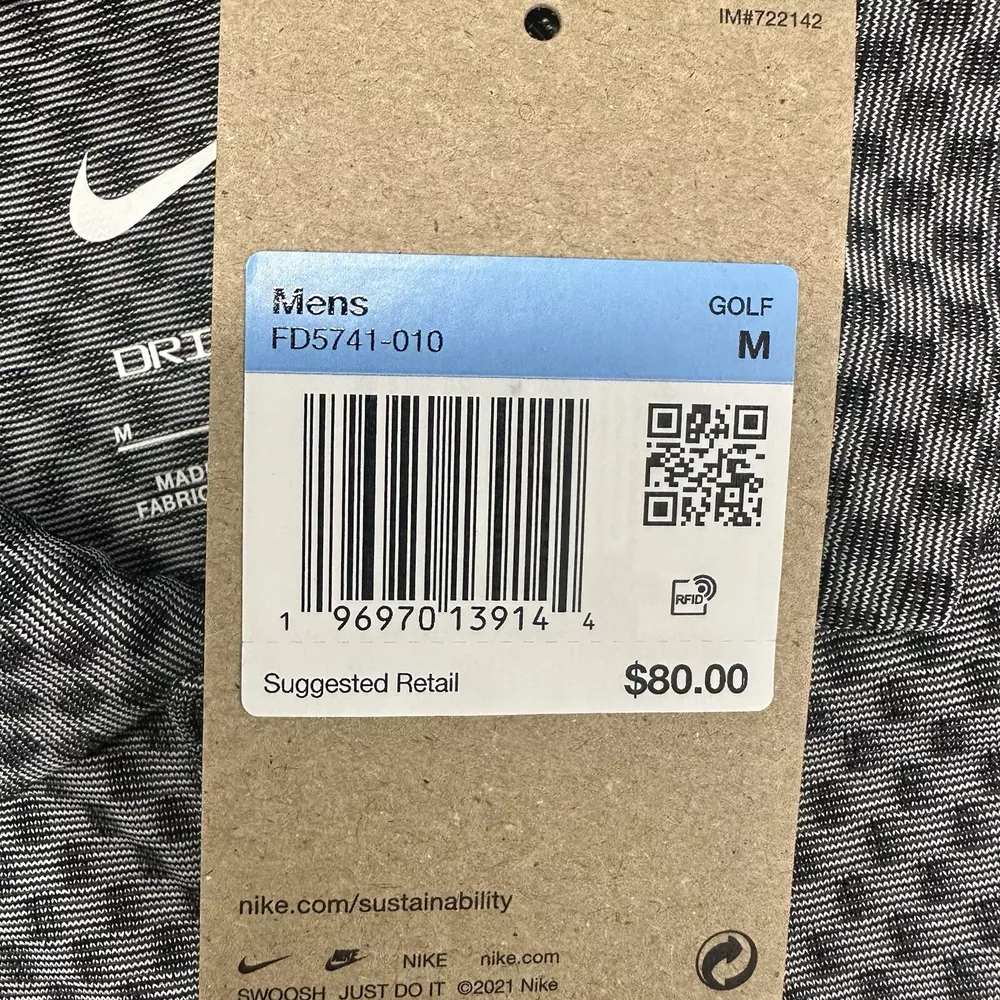 IM#722142
Mens
FD5741-010
GOLF
M
1 96970 13914 4
RFID
Suggested Retail
$80.00
nike.com/sustainability
NIKE NIKE nike.com
SWOOSH JUST DO IT ©2021 Nike
M